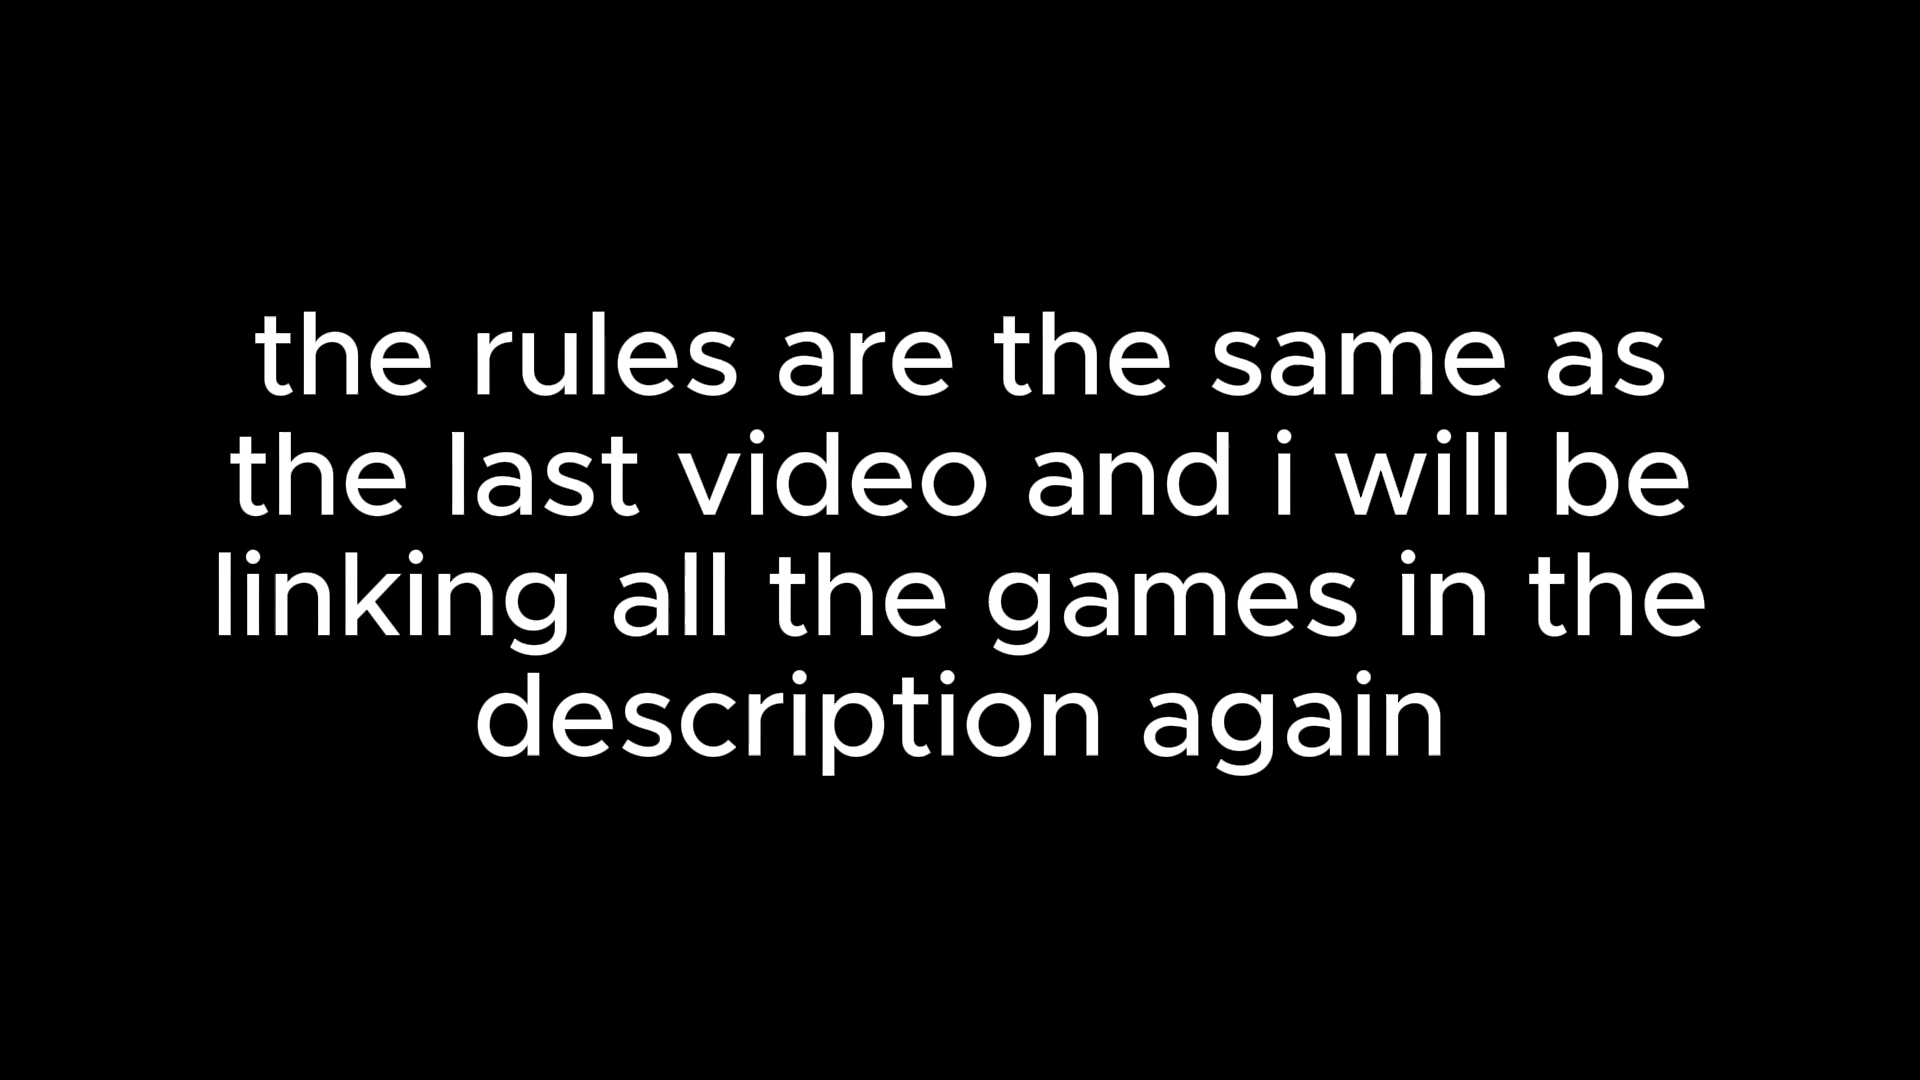 the rules are the same as
the last video and i will be
linking all the games in the
description again